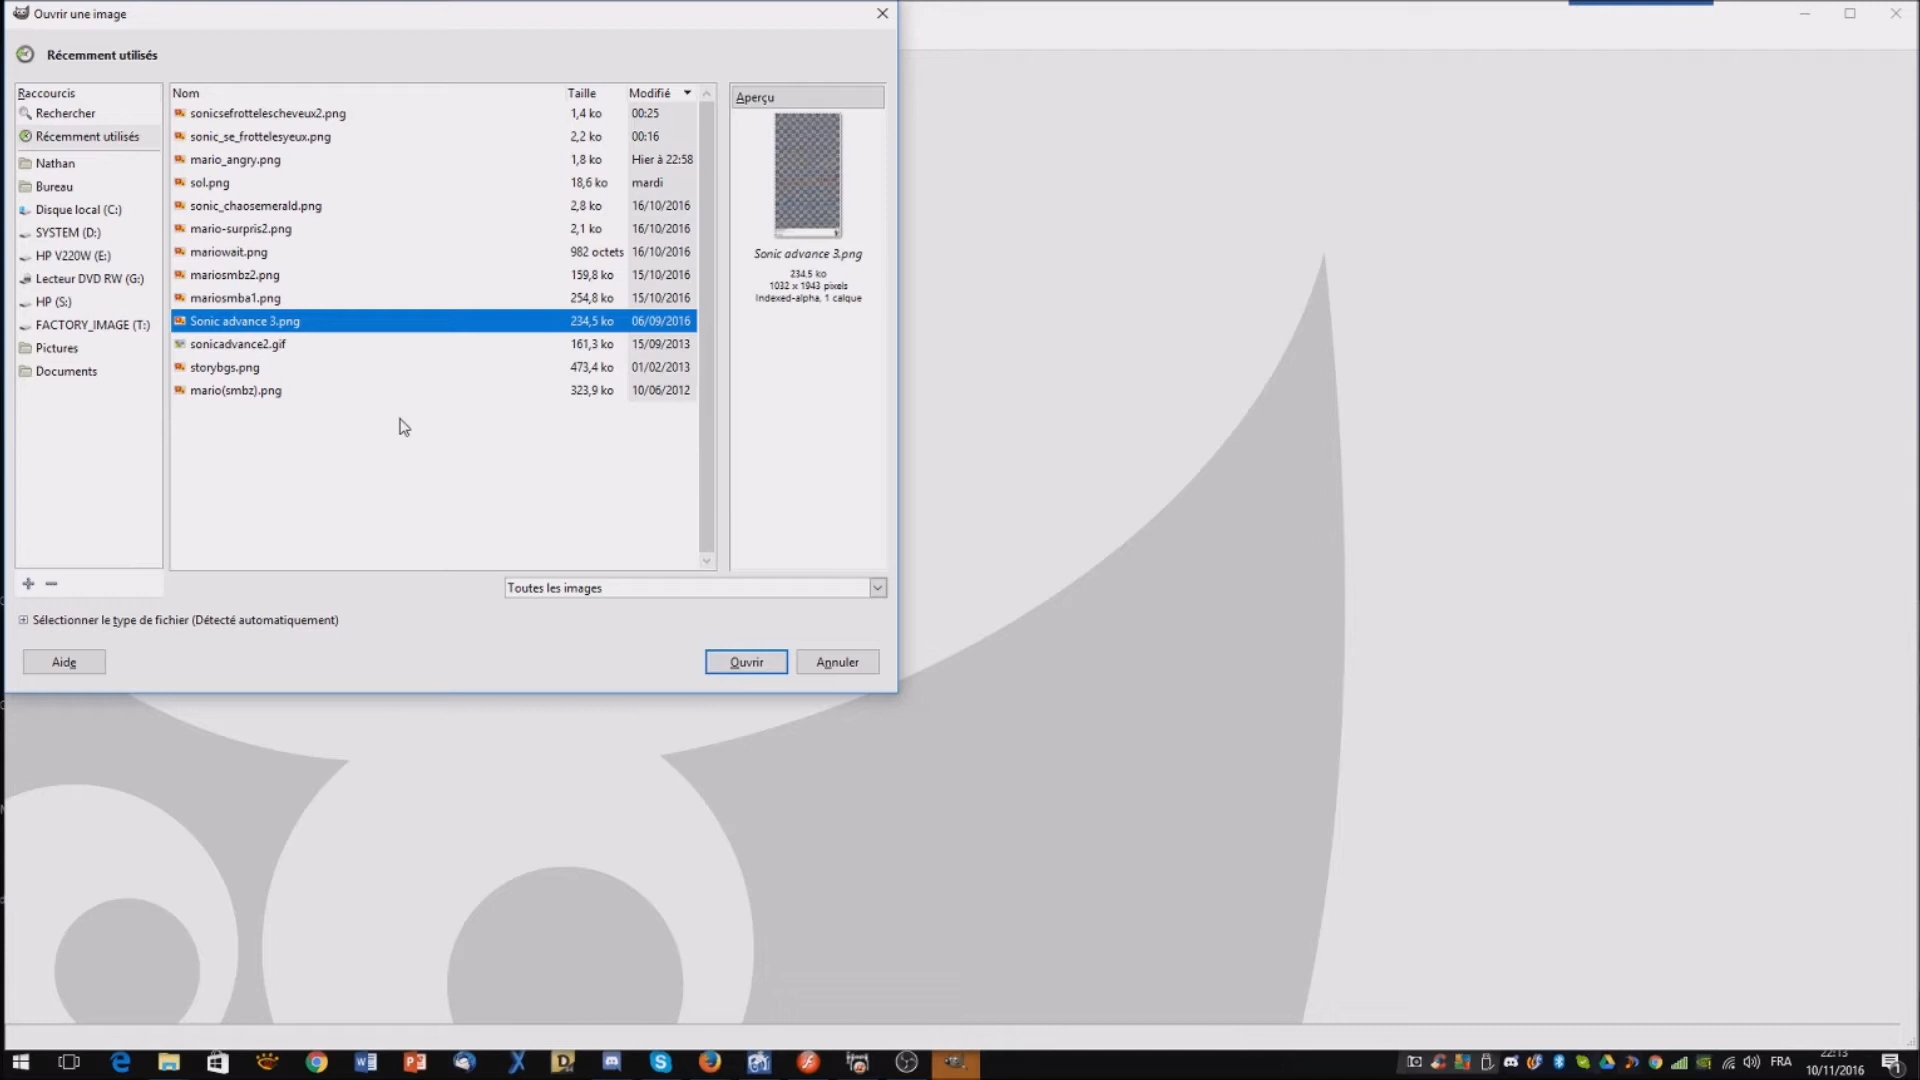 Ouvrir une image
Récemment utilisés
Raccourcis
Rechercher
Récemment utilisés
Nathan
Bureau
Disque local (C:)
SYSTEM (D:)
HP V220W (E:)
Lecteur DVD RW (G:)
HP (S:)
FACTORY_IMAGE (T:)
Pictures
Documents
Nom Taille Modifié
sonicsefrottelescheveux2.png 1,4 ko 00:25
sonic_se_frottelesyeux.png 2,2 ko 00:16
mario_angry.png 1,8 ko Hier à 22:58
sol.png 18,6 ko mardi
sonic_chaosemerald.png 2,8 ko 16/10/2016
mario-surpris2.png 2,1 ko 16/10/2016
mariowait.png 982 octets 16/10/2016
mariosmbz2.png 159,8 ko 15/10/2016
mariosmba1.png 254,8 ko 15/10/2016
Sonic advance 3.png 234,5 ko 06/09/2016
sonicadvance2.gif 161,3 ko 15/09/2013
storybgs.png 473,4 ko 01/02/2013
mario(smbz).png 323,9 ko 10/06/2012
Aperçu
Sonic advance 3.png
234,5 ko
1032 x 1943 pixels
Indexed-alpha, 1 calque
Toutes les images
Sélectionner le type de fichier (Détecté automatiquement)
Aide Ouvrir Annuler
FRA
22:13
10/11/2016